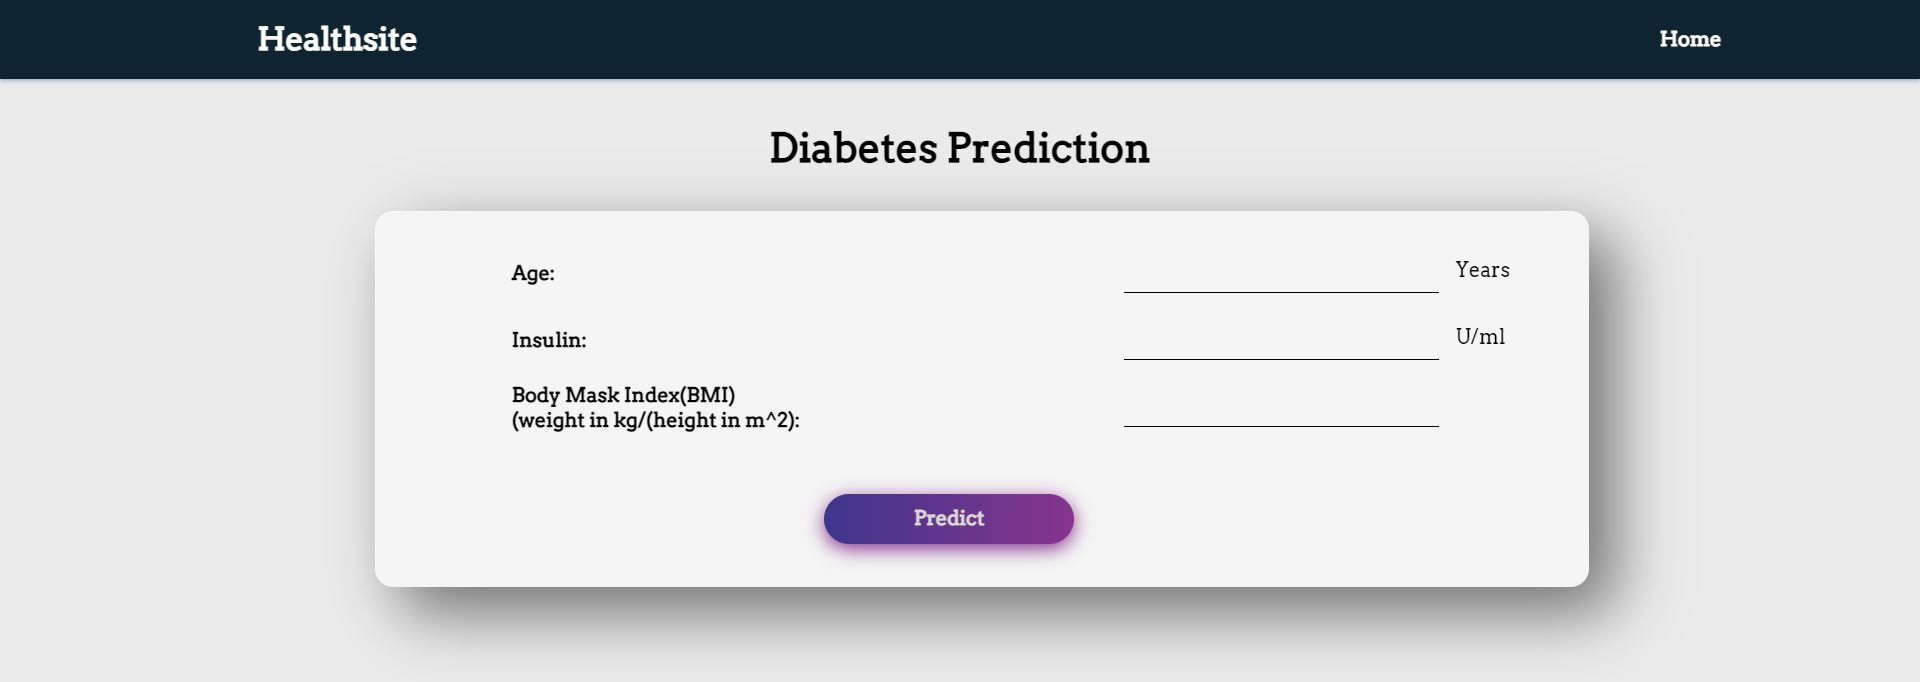 Healthsite
Home
Diabetes Prediction
Age:
Years
Insulin:
U/ml
Body Mask Index(BMI)
(weight in kg/(height in m^2):
Predict